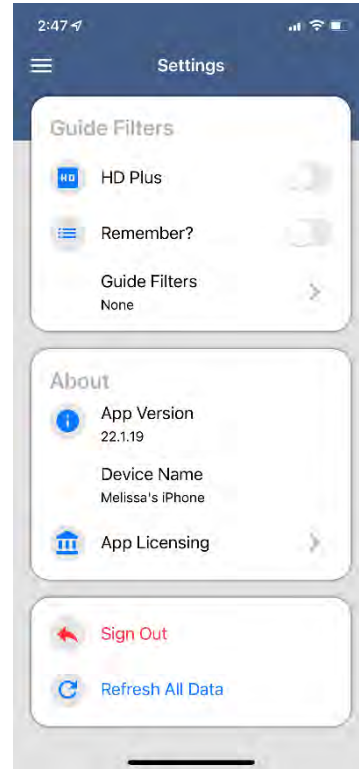 2:47
Settings
Guide Filters
HD
HD Plus
Remember?
Guide Filters
None
About
App Version
22.1.19
Device Name
Melissa's iPhone
App Licensing
Sign Out
Refresh All Data